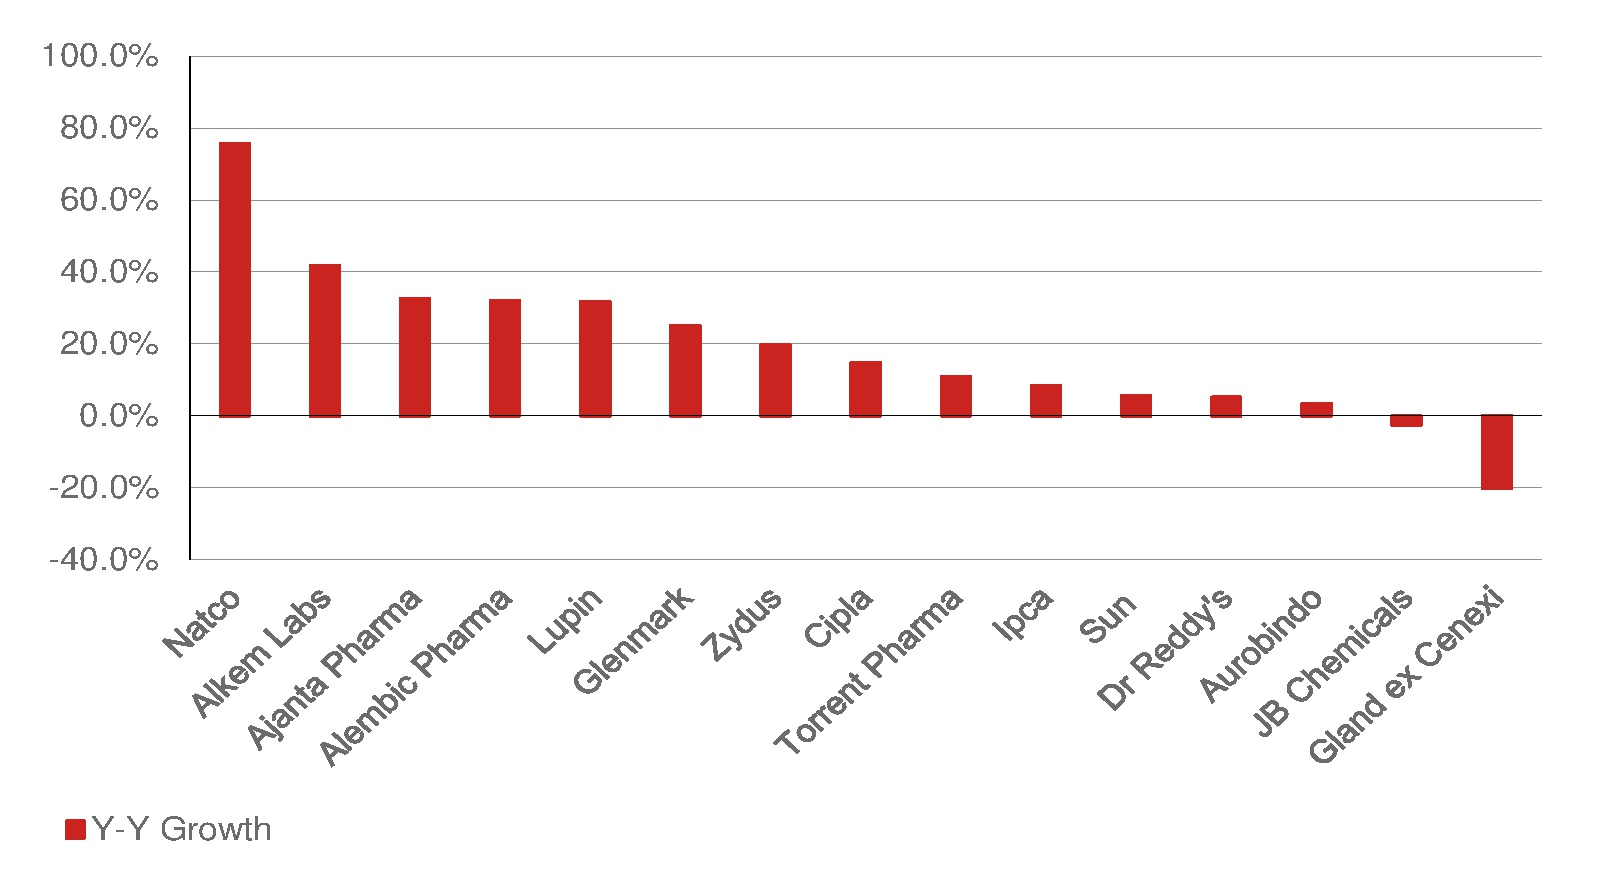 100.0%
80.0%
60.0%
40.0%
20.0%
0.0%
-20.0%
-40.0%
Natco
Alkem Labs
Ajanta Pharma
Alembic Pharma
Lupin
Glenmark
Zydus
Cipla
Torrent Pharma
Ipca
Sun
Dr Reddy's
Aurobindo
JB Chemicals
Gland ex Cenexi
Y-Y Growth